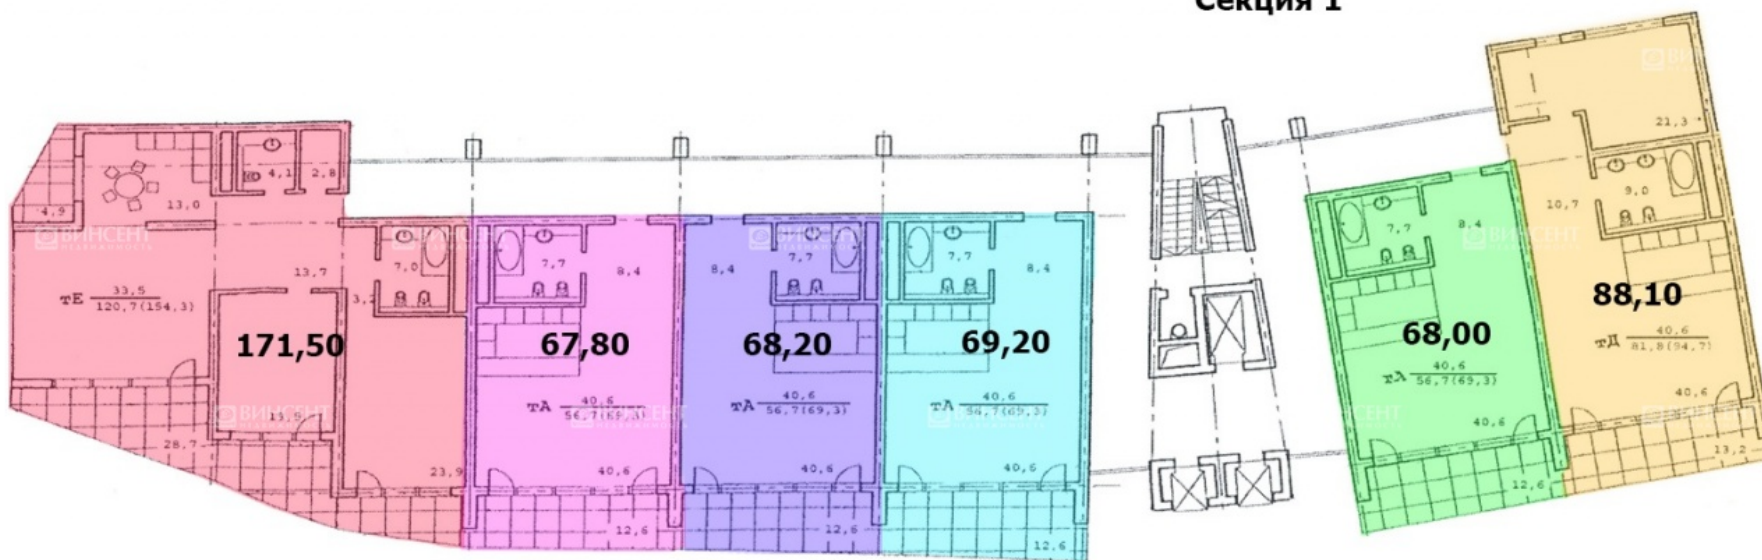 Секция 1
ВИНСЕНТ
НЕДВИЖИМОСТЬ
21,3
4,1
2,8
4,9
13,0
13,7
7,0
3,2
тЕ 33,5
120,7(154,3)
171,50
19,9
28,7
23,9
7,7
8,4
67,80
тА 40,6
56,7(69,3)
40,6
12,6
8,4
7,7
68,20
тА 40,6
56,7(69,3)
40,6
12,6
7,7
8,4
69,20
тА 40,6
56,7(69,3)
40,6
12,6
7,7
8,4
68,00
тА 40,6
56,7(69,3)
40,6
12,6
10,7
9,0
88,10
тД 40,6
81,8(94,7)
40,6
13,2
ВИНСЕНТ
НЕДВИЖИМОСТЬ
ВИНСЕНТ
НЕДВИЖИМОСТЬ
ВИНСЕНТ
НЕДВИЖИМОСТЬ